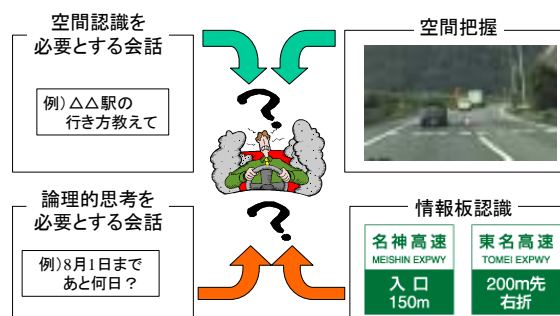 空間認識を
必要とする会話
例)△△駅の
行き方教えて
空間把握
?
論理的思考を
必要とする会話
例)8月1日まで
あと何日?
?
情報板認識
名神高速
MEISHIN EXPWY
入口
150m
東名高速
TOMEI EXPWY
200m先
右折